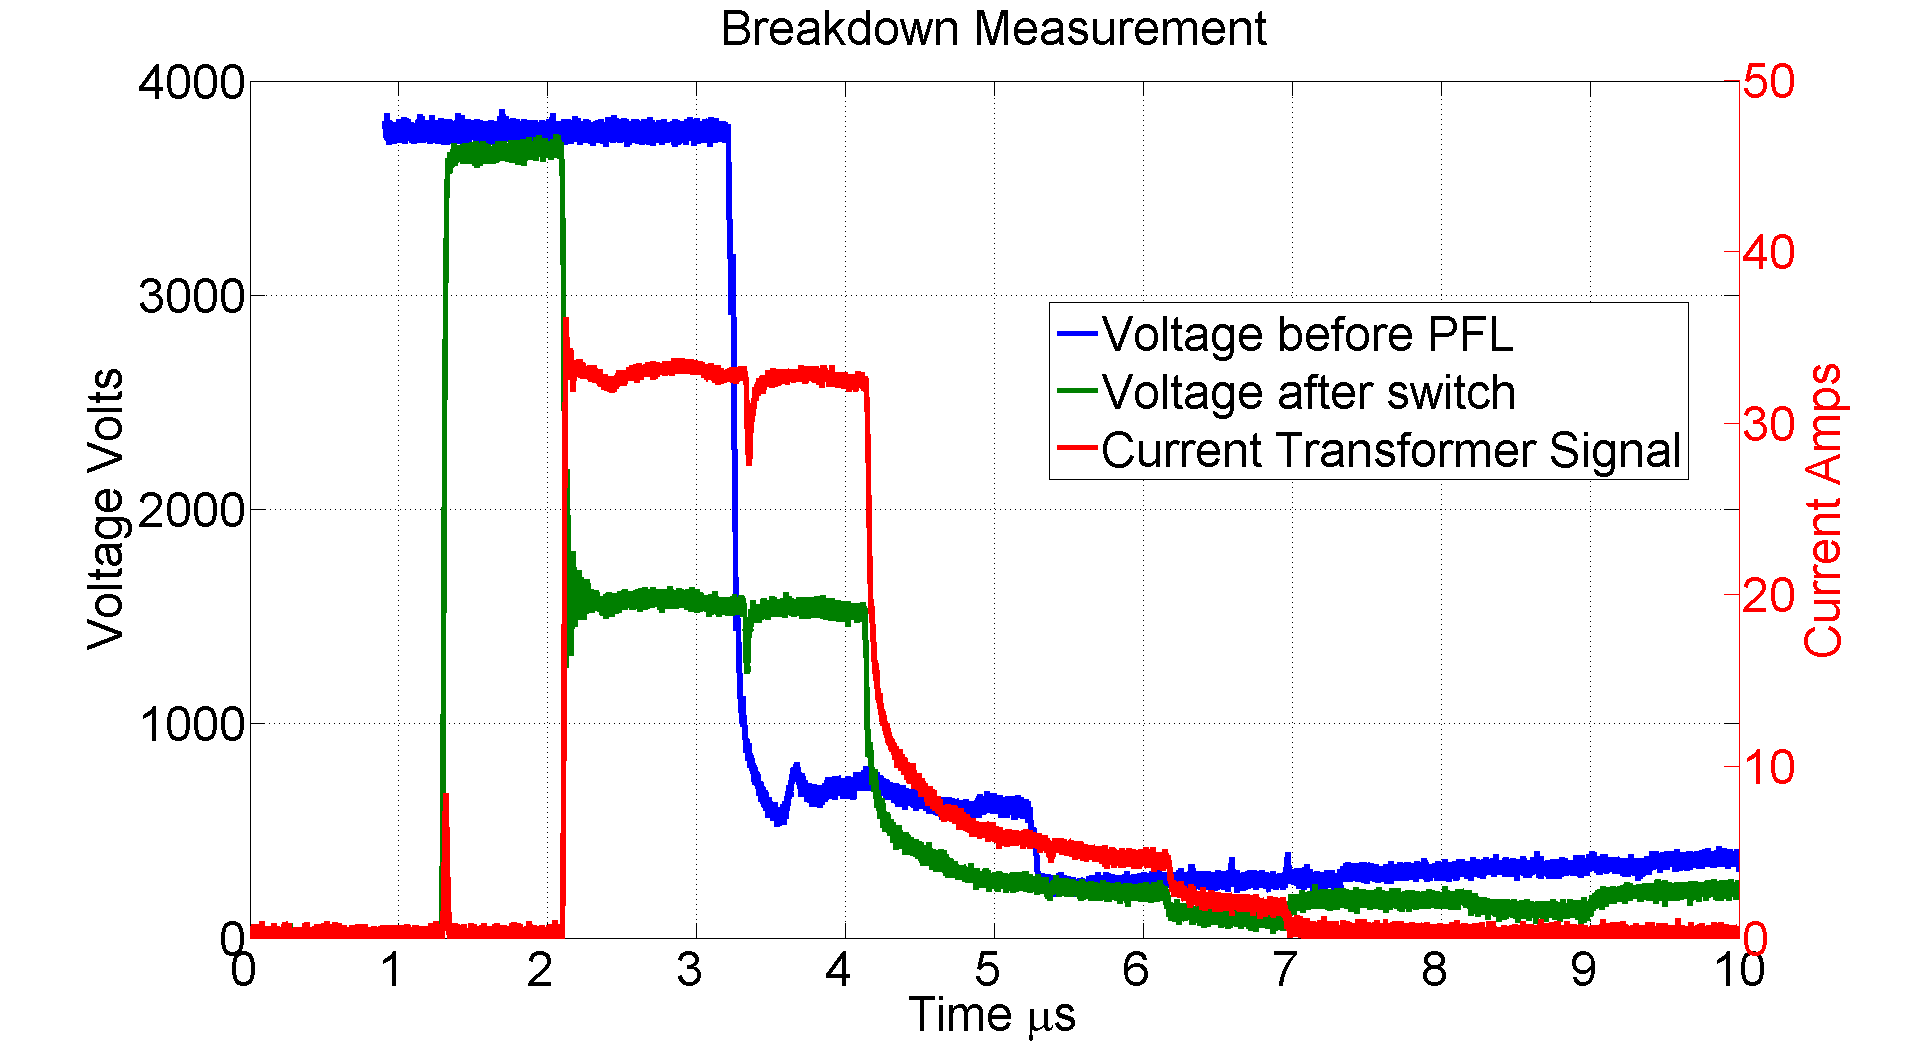 Breakdown Measurement
4000
3000
2000
1000
0
Voltage Volts
50
40
30
20
10
0
Current Amps
Voltage before PFL
Voltage after switch
Current Transformer Signal
0 1 2 3 4 5 6 7 8 9 10
Time μs